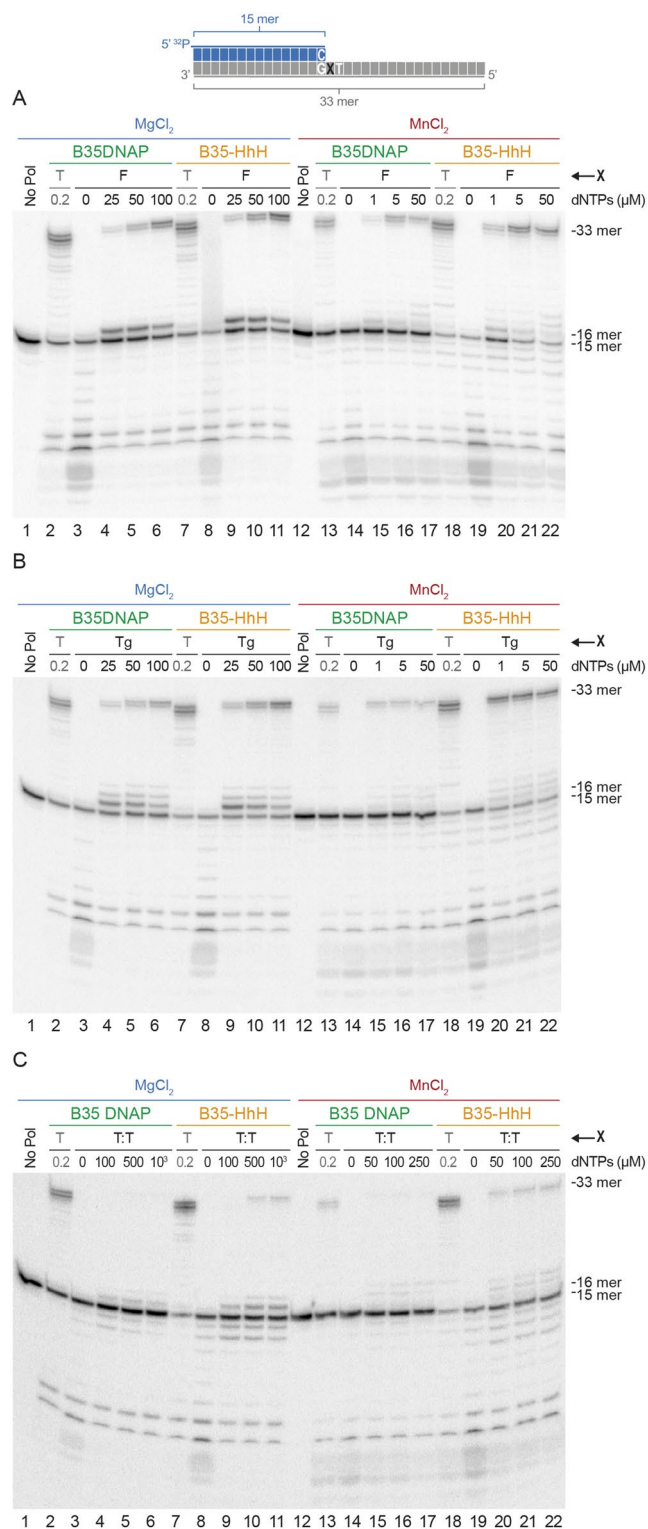 15 mer
5' 32P
C
GXT
3'
5'
33 mer
A
MgCl2
MnCl2
B35DNAP
B35-HhH
B35DNAP
B35-HhH
No Pol
T
F
T
F
No Pol
T
F
T
F
←X
0.2 0 25 50 100 0.2 0 25 50 100 0.2 0 1 5 50 0.2 0 1 5 50 dNTPs (µM)
-33 mer
-16 mer
-15 mer
1 2 3 4 5 6 7 8 9 10 11 12 13 14 15 16 17 18 19 20 21 22
B
MgCl2
MnCl2
B35DNAP
B35-HhH
B35DNAP
B35-HhH
No Pol
T
Tg
T
Tg
No Pol
T
Tg
T
Tg
←X
0.2 0 25 50 100 0.2 0 25 50 100 0.2 0 1 5 50 0.2 0 1 5 50 dNTPs (µM)
-33 mer
-16 mer
-15 mer
1 2 3 4 5 6 7 8 9 10 11 12 13 14 15 16 17 18 19 20 21 22
C
MgCl2
MnCl2
B35 DNAP
B35-HhH
B35 DNAP
B35-HhH
No Pol
T
T:T
T
T:T
No Pol
T
T:T
T
T:T
←X
0.2 0 100 500 10³ 0.2 0 100 500 10³ 0.2 0 50 100 250 0.2 0 50 100 250 dNTPs (µM)
-33 mer
-16 mer
-15 mer
1 2 3 4 5 6 7 8 9 10 11 12 13 14 15 16 17 18 19 20 21 22